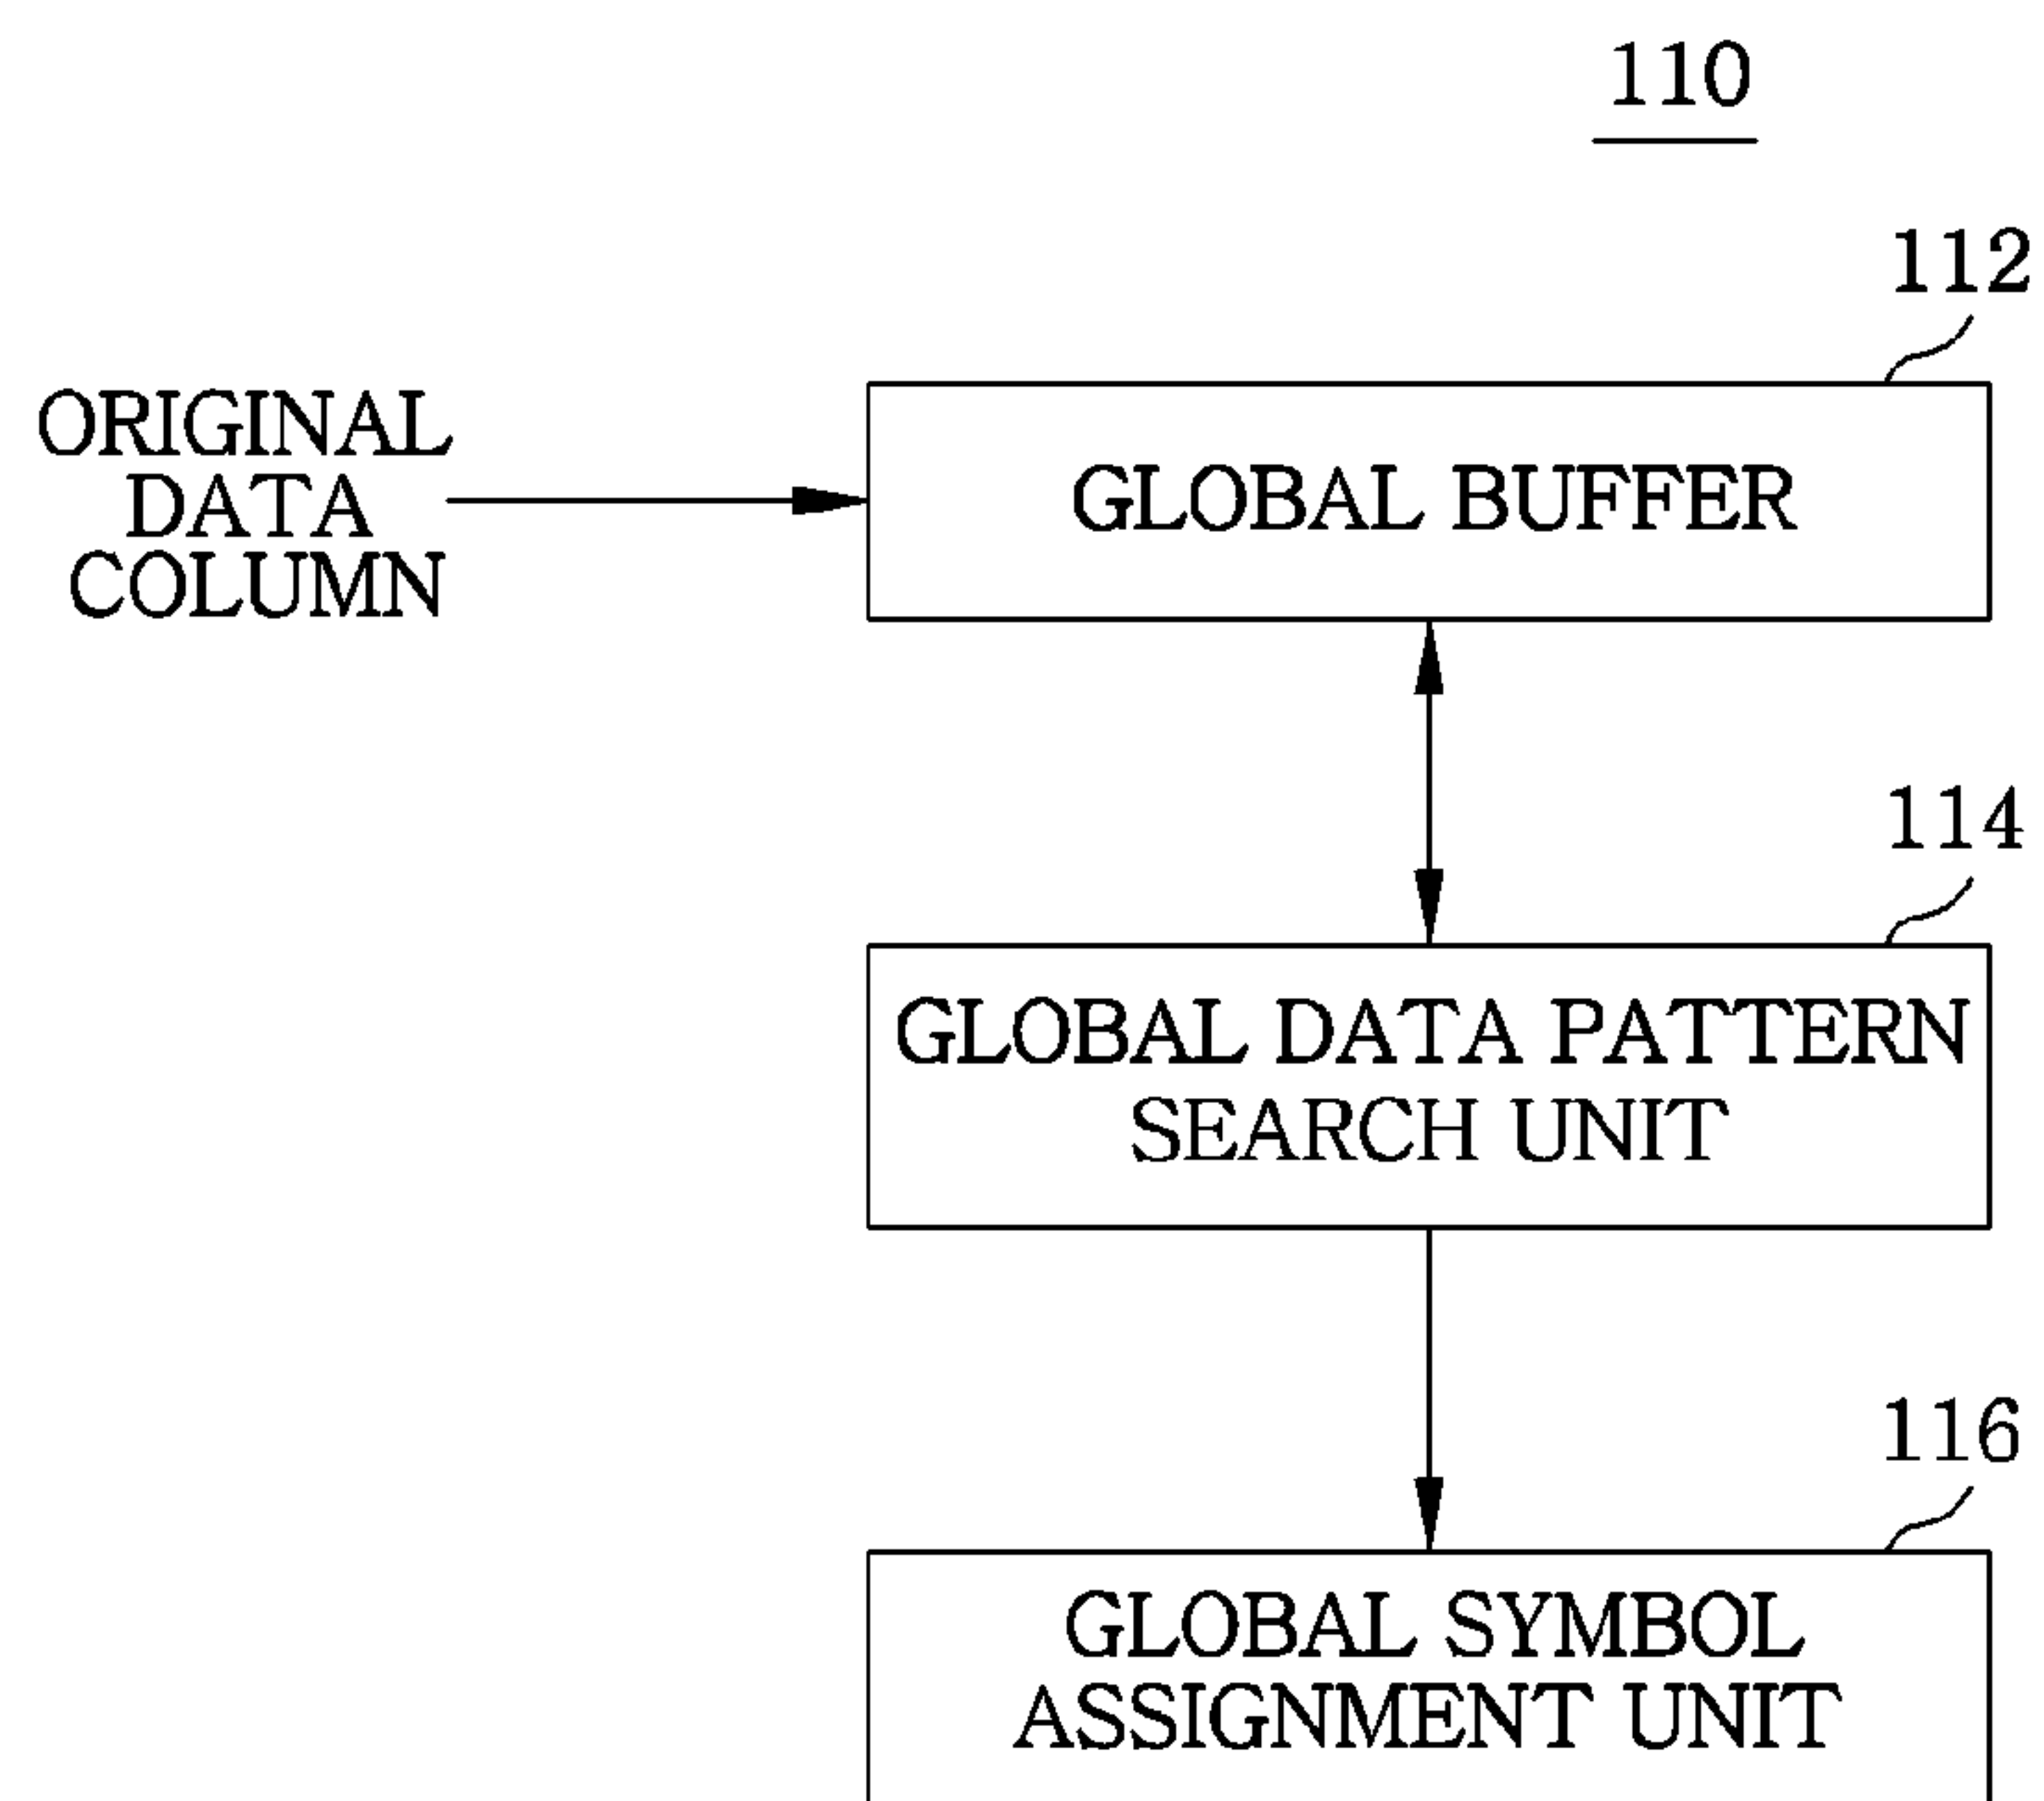 110
112
ORIGINAL
DATA
COLUMN
GLOBAL BUFFER
114
GLOBAL DATA PATTERN
SEARCH UNIT
116
GLOBAL SYMBOL
ASSIGNMENT UNIT